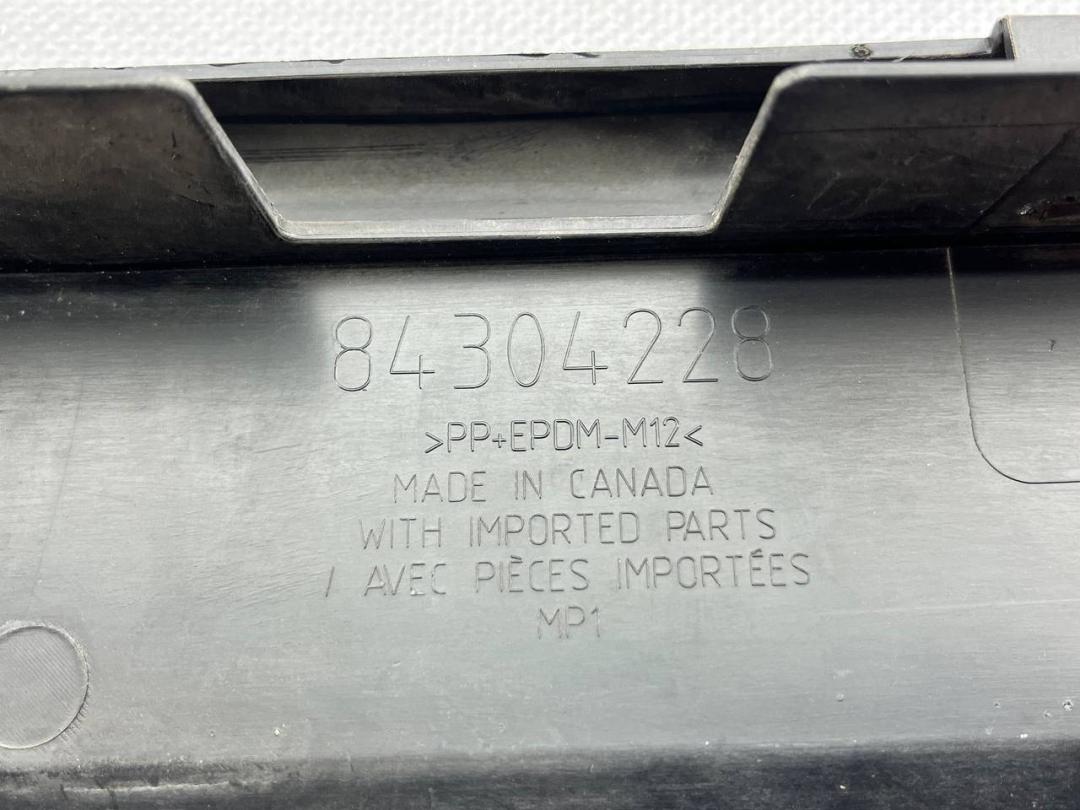 84304228
>PP+EPDM-M12<
MADE IN CANADA
WITH IMPORTED PARTS
/ AVEC PIÈCES IMPORTÉES
MP1